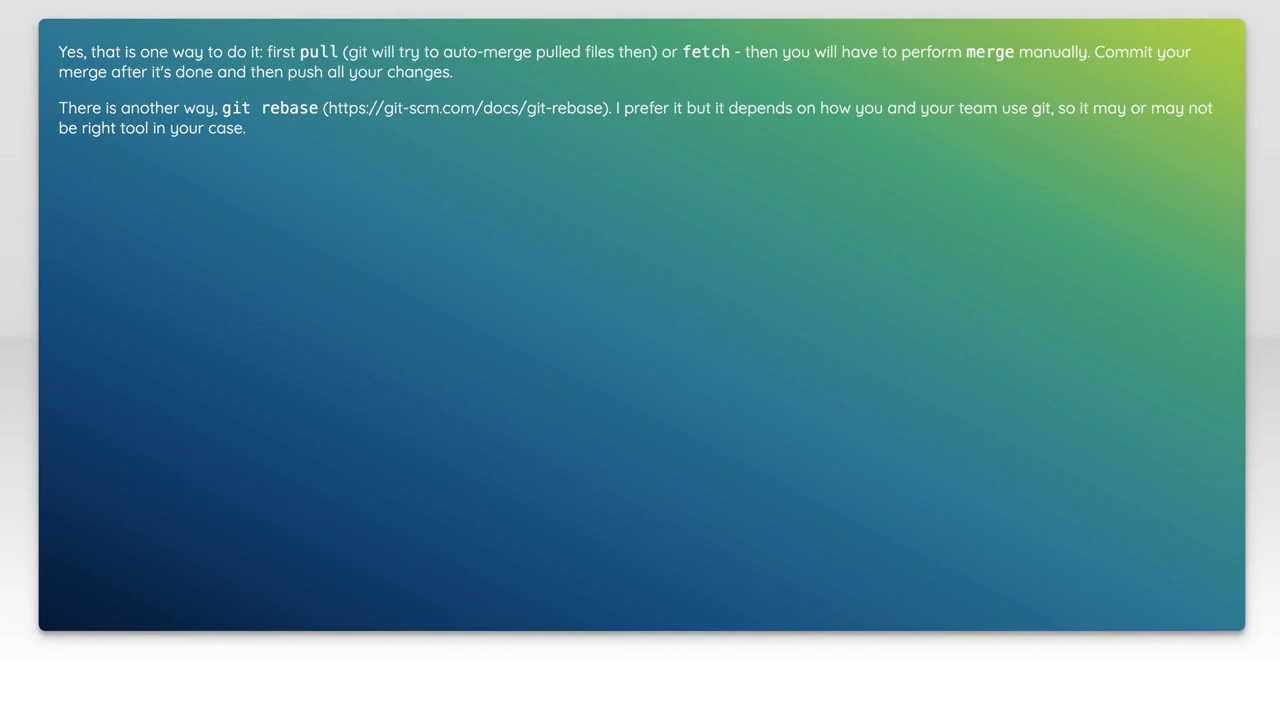 Yes, that is one way to do it: first pull (git will try to auto-merge pulled files then) or fetch - then you will have to perform merge manually. Commit your
merge after it's done and then push all your changes.
There is another way, git rebase (https://git-scm.com/docs/git-rebase). I prefer it but it depends on how you and your team use git, so it may or may not
be right tool in your case.